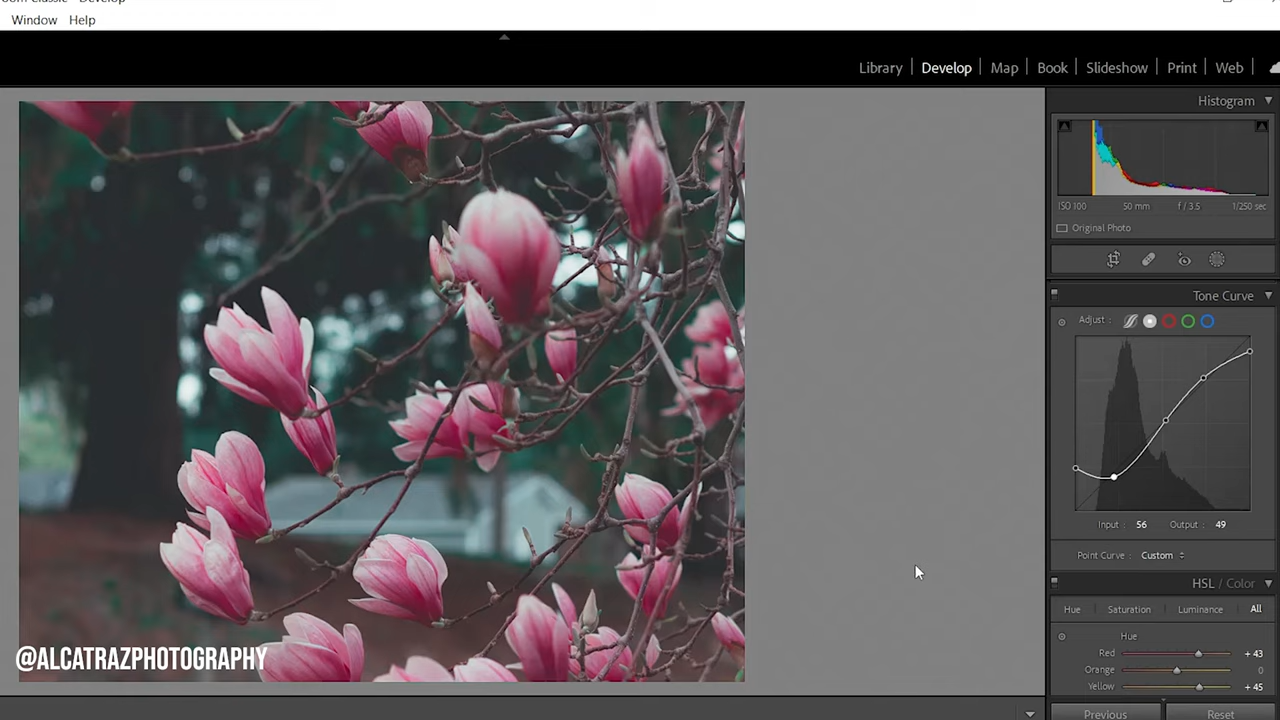 Window Help
Library Develop Map Book Slideshow Print Web
Histogram
ISO 100 50 mm f / 3.5 1/250 sec
Original Photo
Tone Curve
Adjust :
Input : 56 Output : 49
Point Curve : Custom
HSL / Color
Hue Saturation Luminance All
Hue
Red + 43
Orange 0
Yellow + 45
Previous Reset
@ALCATRAZPHOTOGRAPHY